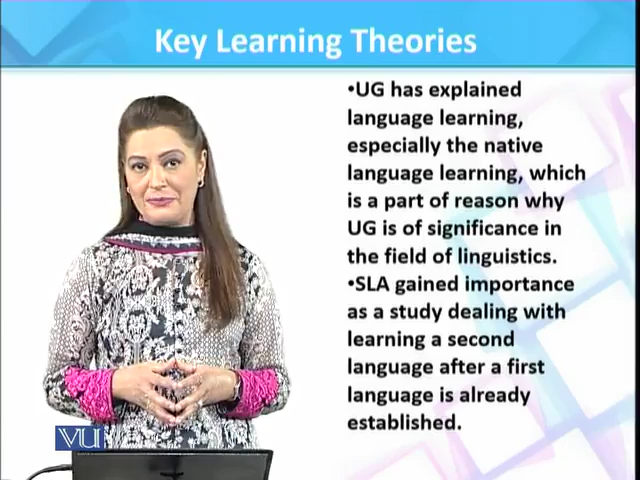 Key Learning Theories
•UG has explained
language learning,
especially the native
language learning, which
is a part of reason why
UG is of significance in
the field of linguistics.
•SLA gained importance
as a study dealing with
learning a second
language after a first
language is already
established.
VU